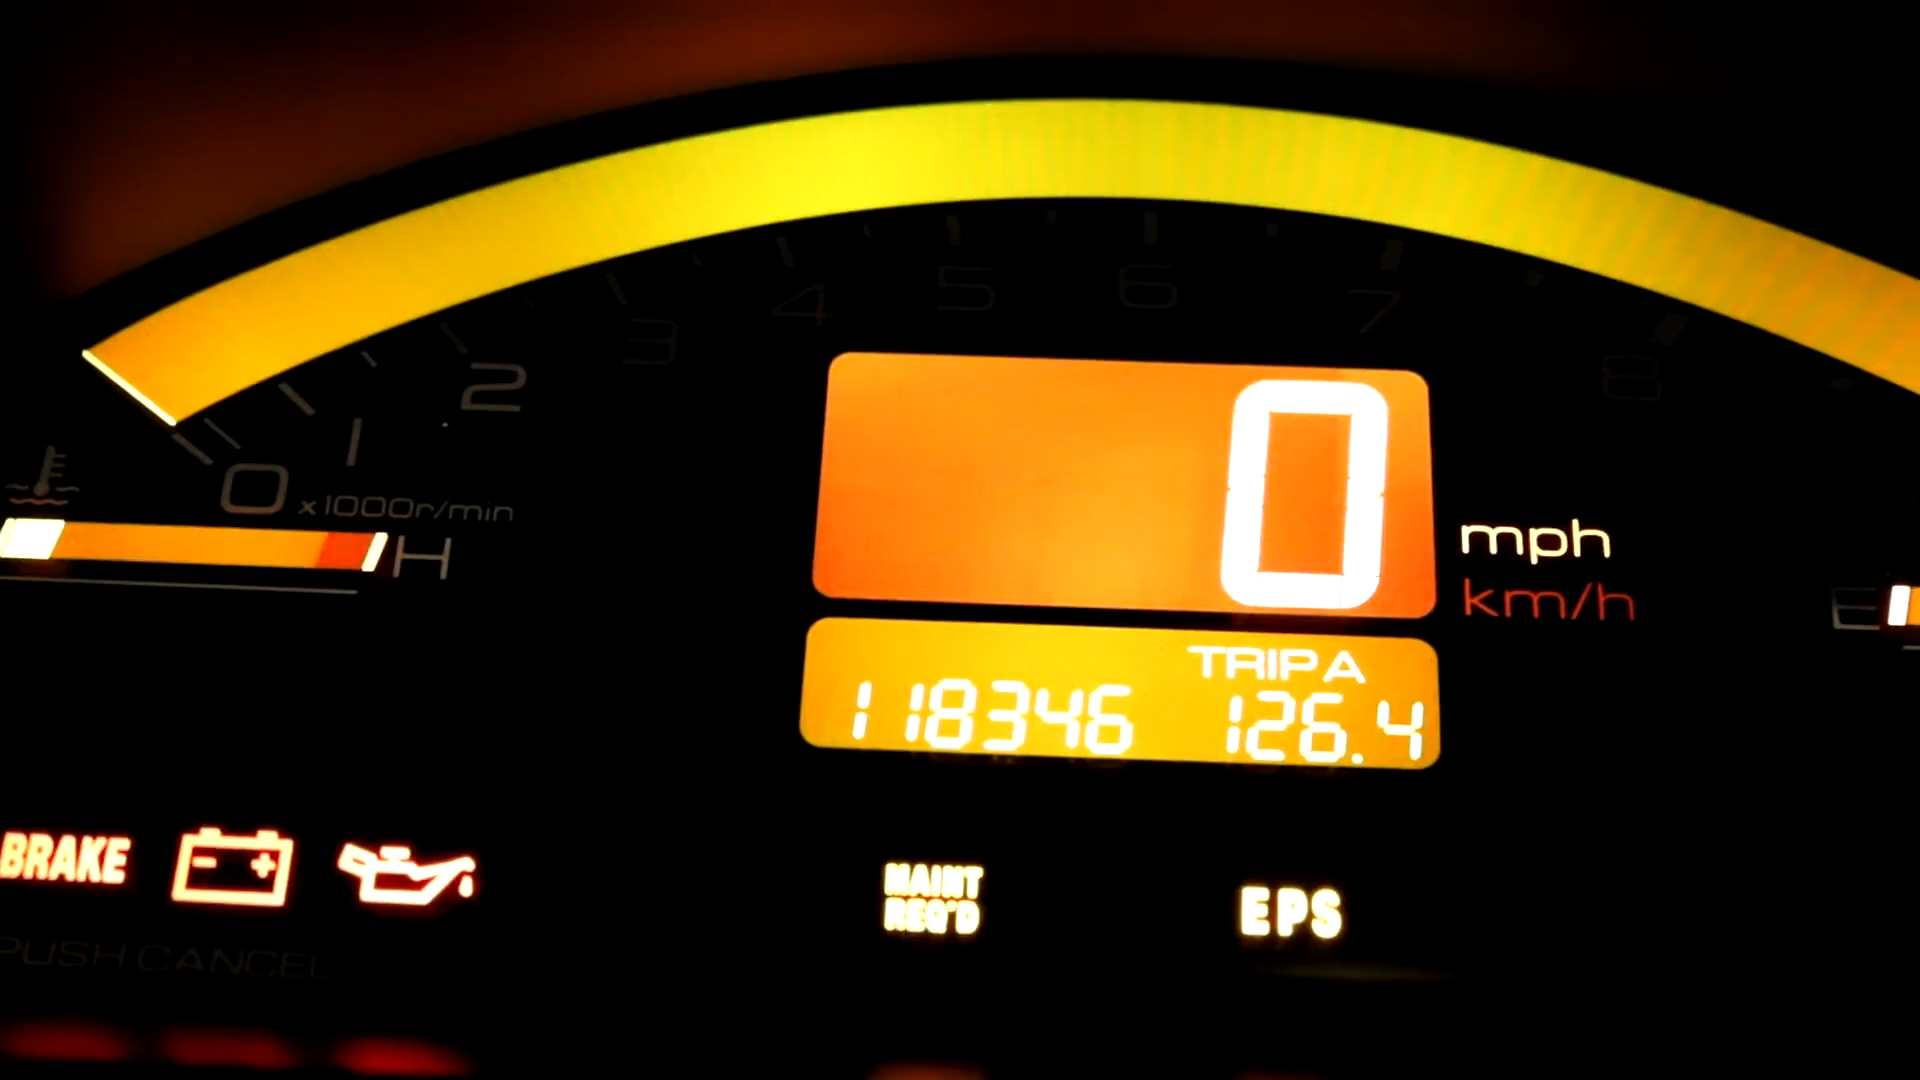 4 5 6 7
3 8
2
1
0 x1000r/min
H
0
mph
km/h
E
TRIP A
118346 126.4
BRAKE - +
MAINT
REQ'D
EPS
PUSH CANCEL